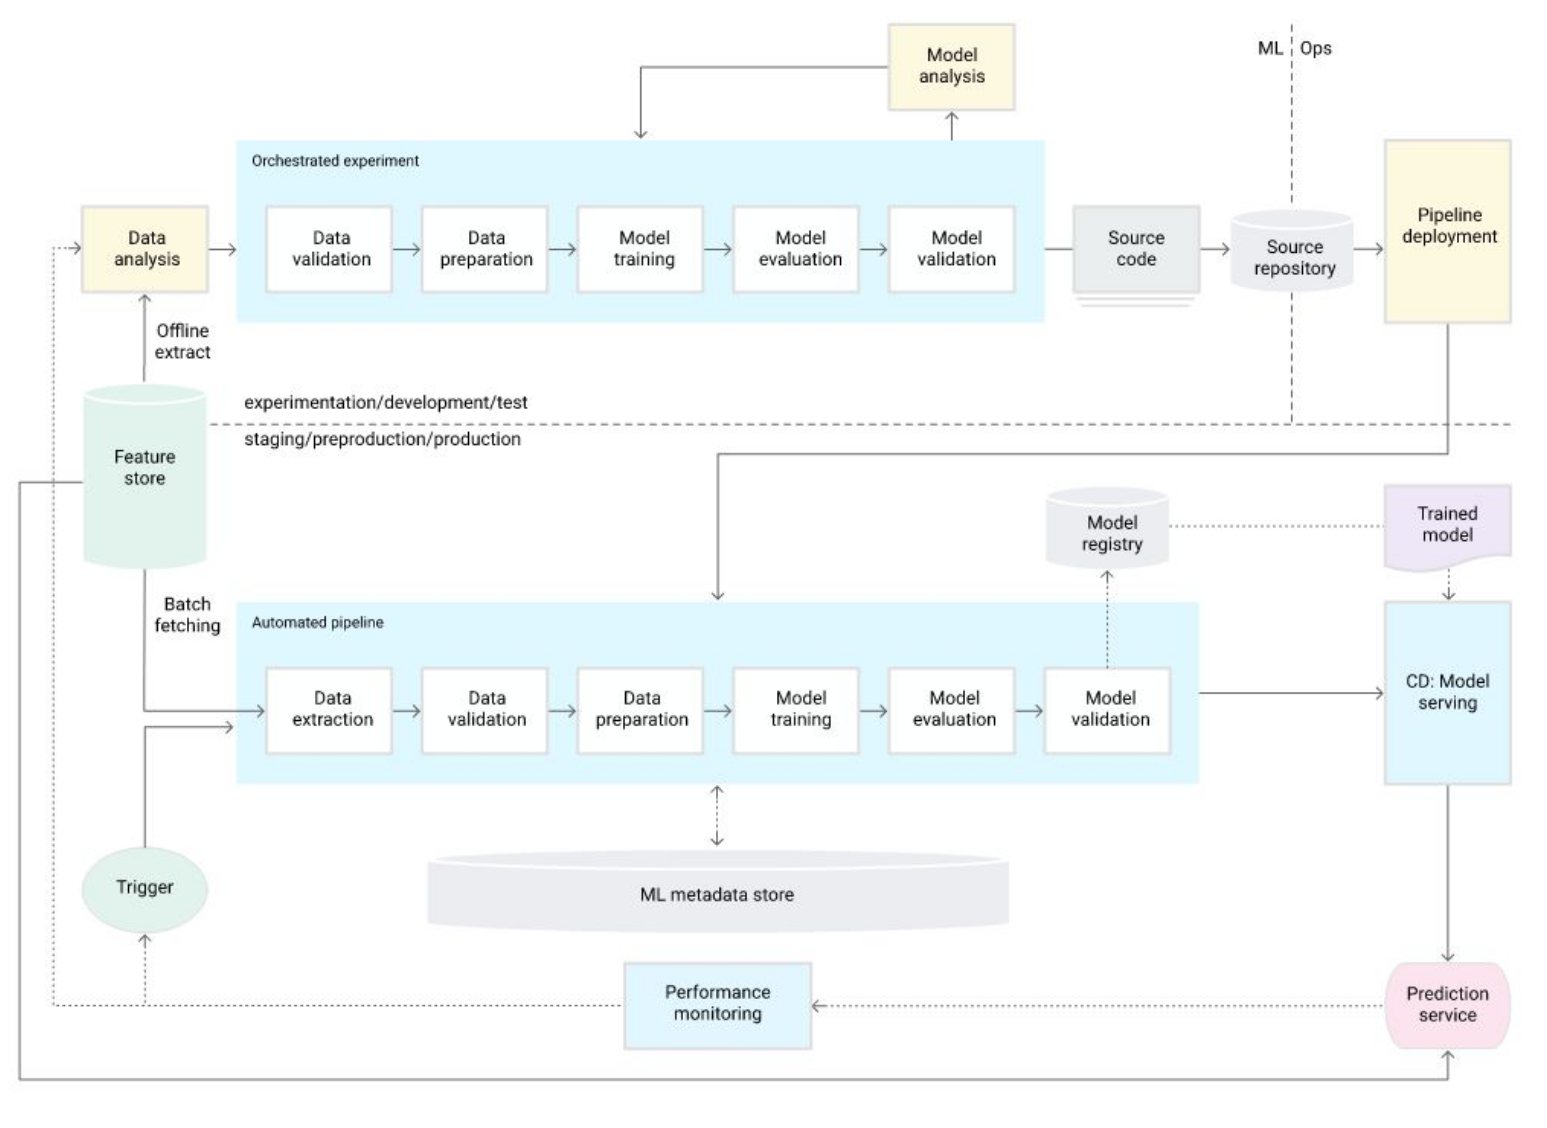 Model
analysis
ML
Ops
Orchestrated experiment
Data
analysis
Data
validation
Data
preparation
Model
training
Model
evaluation
Model
validation
Source
code
Source
repository
Pipeline
deployment
Offline
extract
experimentation/development/test
staging/preproduction/production
Feature
store
Model
registry
Trained
model
Batch
fetching
Automated pipeline
Data
extraction
Data
validation
Data
preparation
Model
training
Model
evaluation
Model
validation
CD: Model
serving
Trigger
ML metadata store
Performance
monitoring
Prediction
service